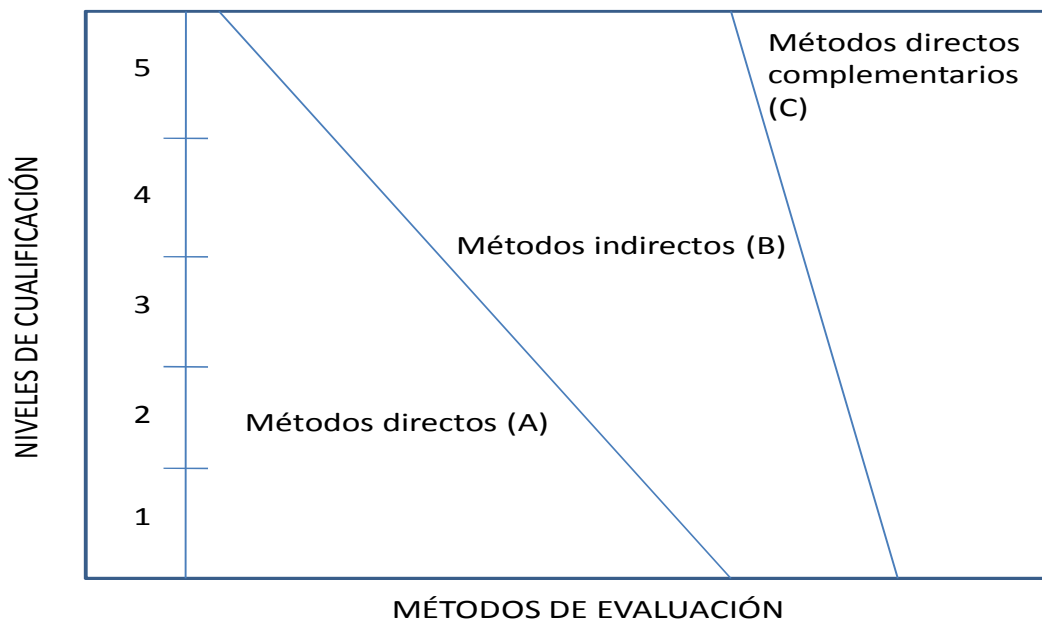 Métodos directos
complementarios
(C)
5
4
3
2
1
NIVELES DE CUALIFICACIÓN
Métodos indirectos (B)
Métodos directos (A)
MÉTODOS DE EVALUACIÓN